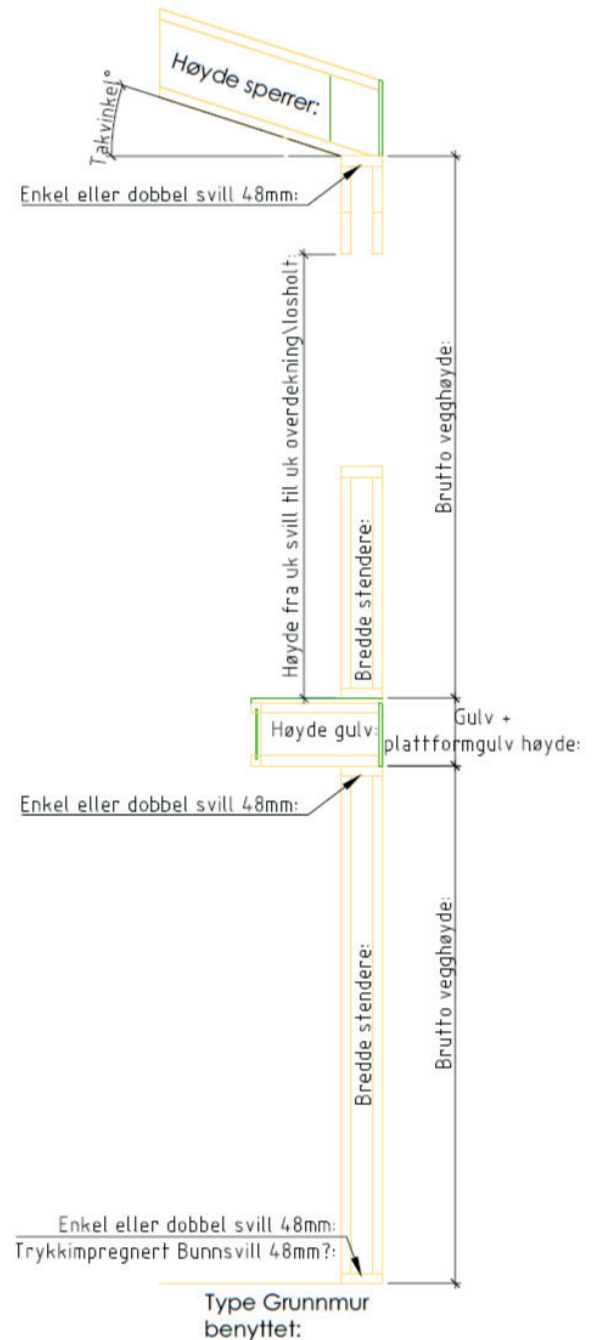 Høyde sperrer:
Takvinkel°
Enkel eller dobbel svill 48mm:
Høyde fra uk svill til uk overdekning\losholt:
Brutto vegghøyde:
Bredde stendere:
Høyde gulv:
Gulv +
plattformgulv høyde:
Enkel eller dobbel svill 48mm:
Bredde stendere:
Brutto vegghøyde:
Enkel eller dobbel svill 48mm:
Trykkimpregnert Bunnsvill 48mm?:
Type Grunnmur
benyttet: